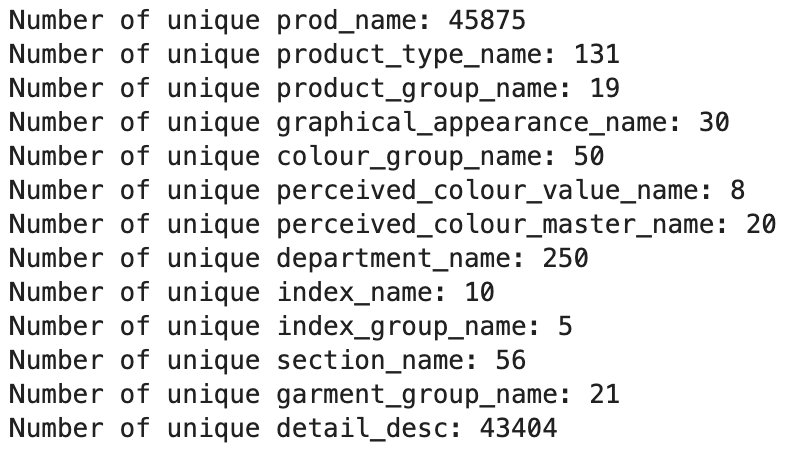 Number of unique prod_name: 45875
Number of unique product_type_name: 131
Number of unique product_group_name: 19
Number of unique graphical_appearance_name: 30
Number of unique colour_group_name: 50
Number of unique perceived_colour_value_name: 8
Number of unique perceived_colour_master_name: 20
Number of unique department_name: 250
Number of unique index_name: 10
Number of unique index_group_name: 5
Number of unique section_name: 56
Number of unique garment_group_name: 21
Number of unique detail_desc: 43404